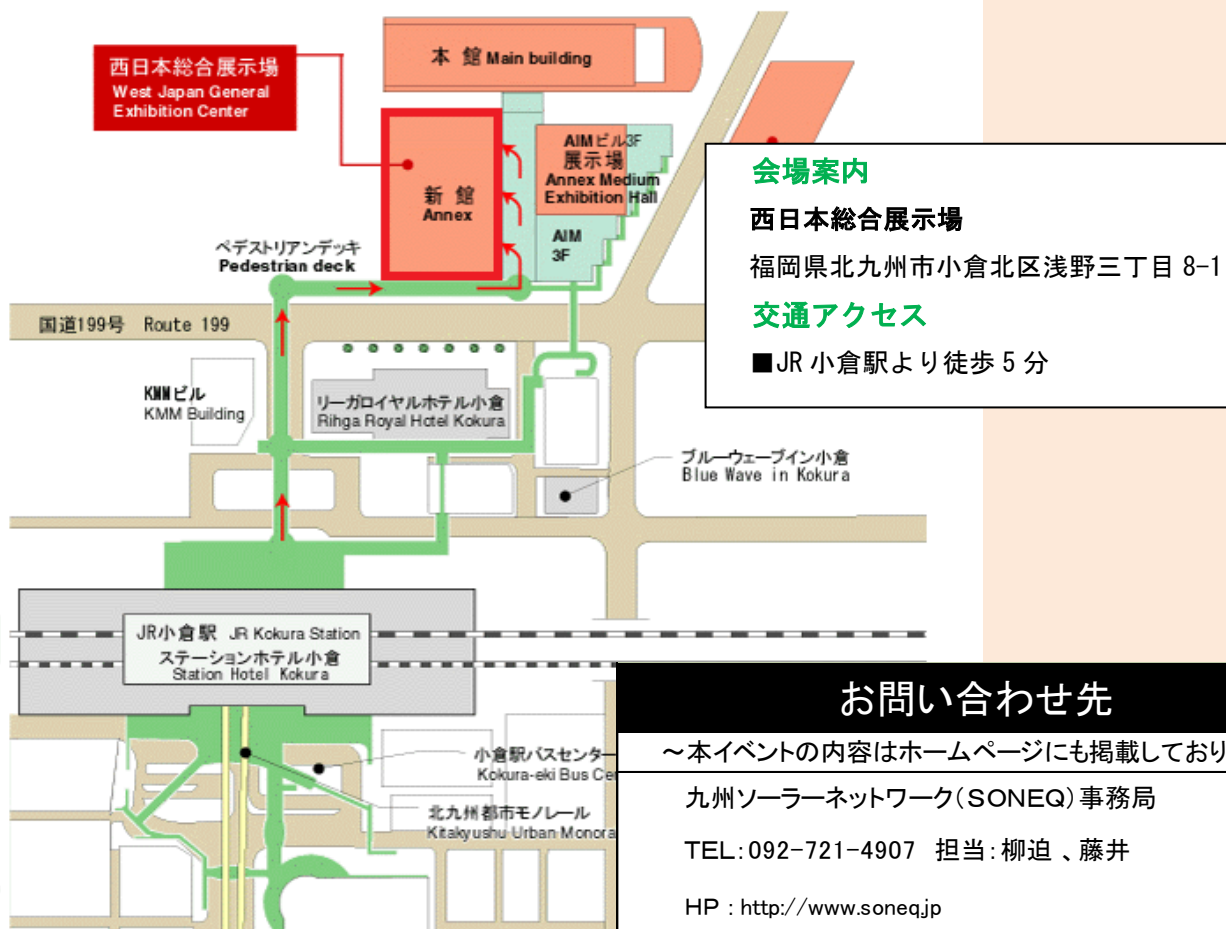 本 館 Main building
西日本総合展示場
West Japan General
Exhibition Center
AIMビル3F
展示場
Annex Medium
Exhibition Hall
新 館
Annex
AIM
3F
会場案内
西日本総合展示場
福岡県北九州市小倉北区浅野三丁目 8-1
交通アクセス
■JR 小倉駅より徒歩 5 分
ペデストリアンデッキ
Pedestrian deck
国道199号 Route 199
KMMビル
KMM Building
リーガロイヤルホテル小倉
Rihga Royal Hotel Kokura
ブルーウェーブイン小倉
Blue Wave in Kokura
JR小倉駅 JR Kokura Station
ステーションホテル小倉
Station Hotel Kokura
小倉駅バスセンター
Kokura-eki Bus Ce
北九州都市モノレール
Kitakyushu Urban Monora
お問い合わせ先
～本イベントの内容はホームページにも掲載しており
九州ソーラーネットワーク(SONEQ)事務局
TEL:092-721-4907 担当:柳迫 、藤井
HP : http://www.soneq.jp